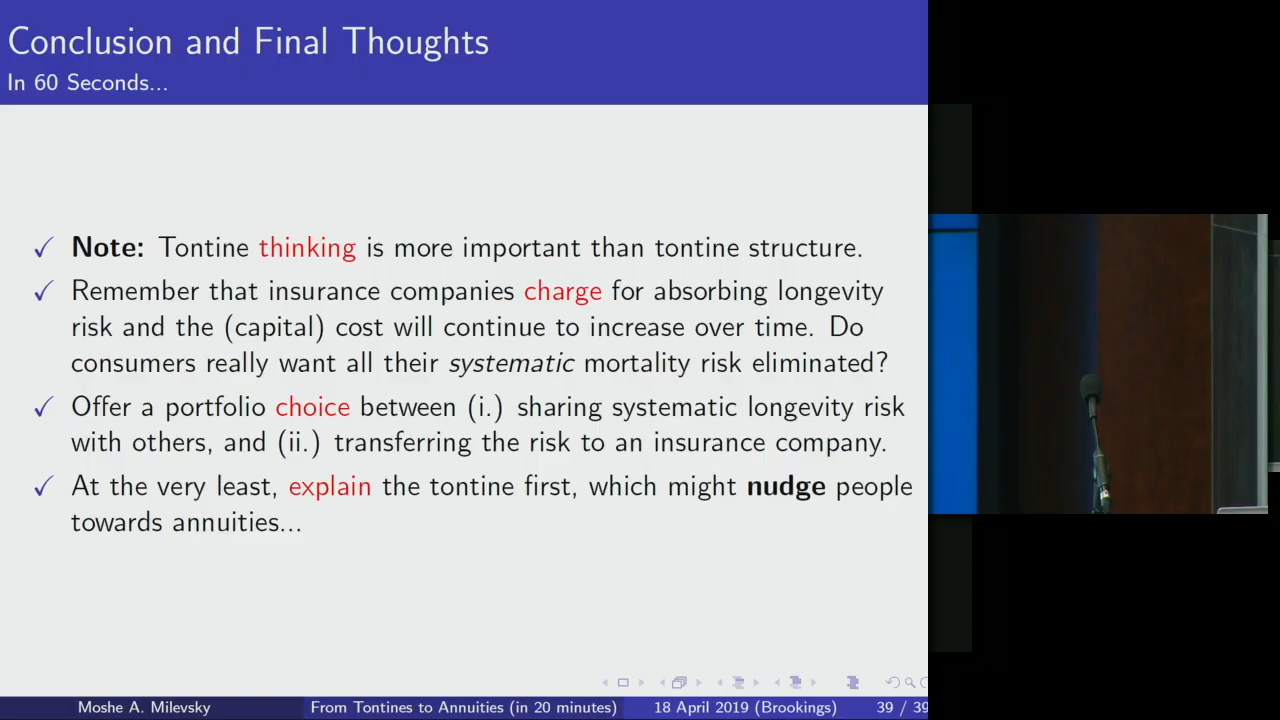 Conclusion and Final Thoughts
In 60 Seconds...
Note: Tontine thinking is more important than tontine structure.
Remember that insurance companies charge for absorbing longevity
risk and the (capital) cost will continue to increase over time. Do
consumers really want all their systematic mortality risk eliminated?
Offer a portfolio choice between (i.) sharing systematic longevity risk
with others, and (ii.) transferring the risk to an insurance company.
At the very least, explain the tontine first, which might nudge people
towards annuities...
Moshe A. Milevsky From Tontines to Annuities (in 20 minutes) 18 April 2019 (Brookings) 39 / 39